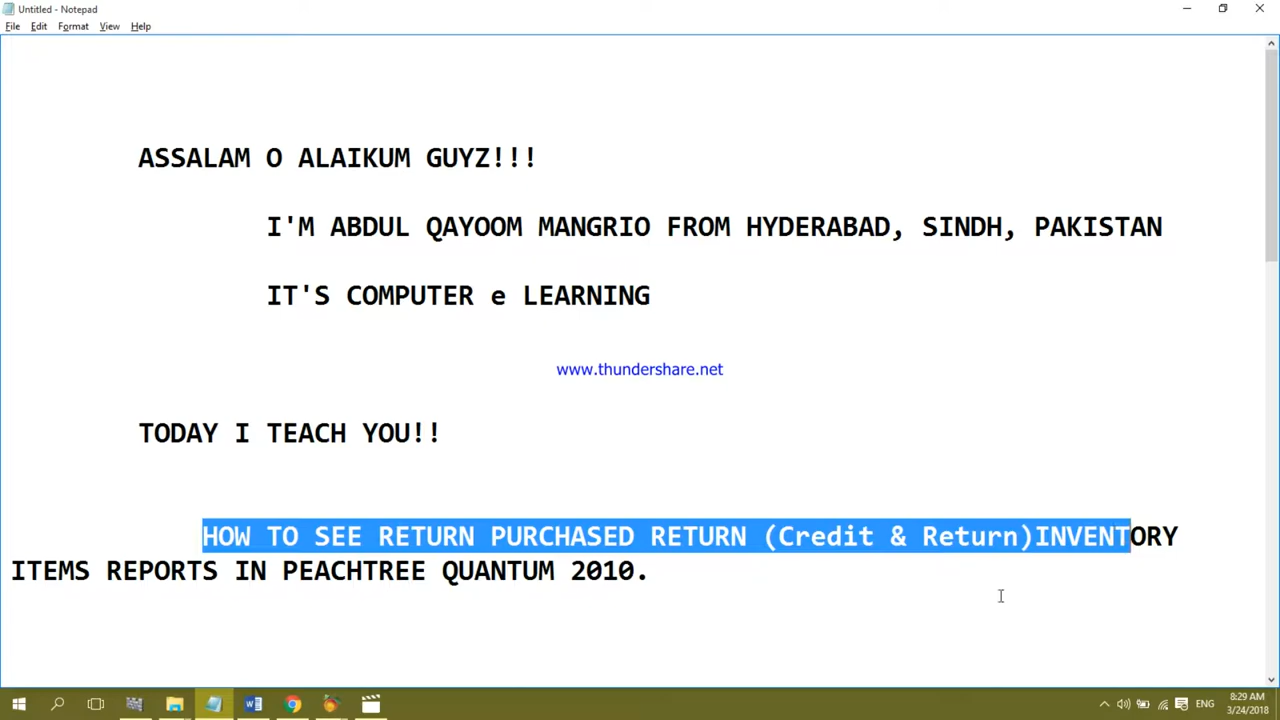 Untitled - Notepad
File Edit Format View Help
ASSALAM O ALAIKUM GUYZ!!!
I'M ABDUL QAYOOM MANGRIO FROM HYDERABAD, SINDH, PAKISTAN
IT'S COMPUTER e LEARNING
www.thundershare.net
TODAY I TEACH YOU!!
HOW TO SEE RETURN PURCHASED RETURN (Credit & Return)INVENTORY
ITEMS REPORTS IN PEACHTREE QUANTUM 2010.
ENG
8:29 AM
3/24/2018